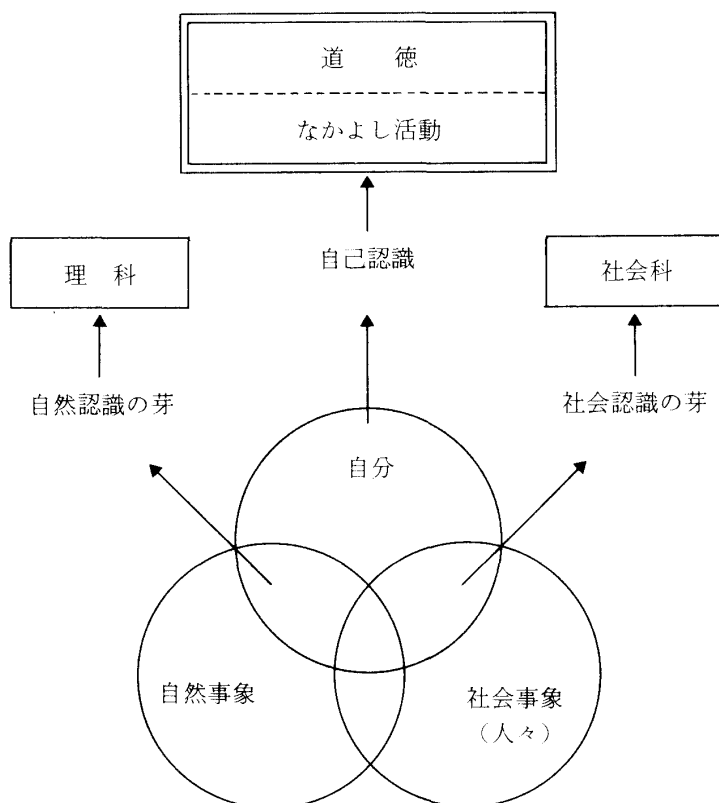 道　徳
なかよし活動
自己認識
理　科
社会科
自然認識の芽
社会認識の芽
自分
自然事象
社会事象
（人々）